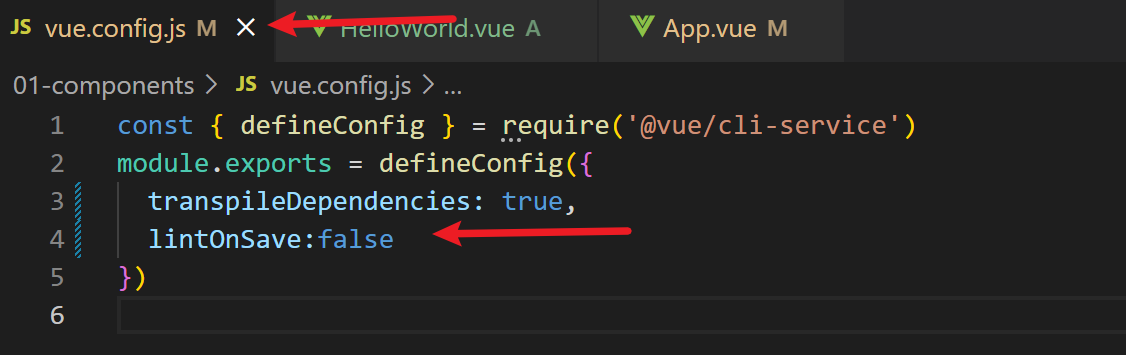 JS vue.config.js M HelloWorld.vue A App.vue M
01-components > JS vue.config.js > ...
1 const { defineConfig } = require('@vue/cli-service')
2 module.exports = defineConfig({
3 transpileDependencies: true,
4 lintOnSave:false
5 })
6